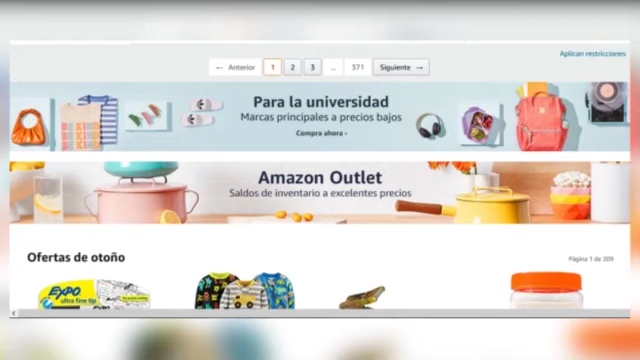 Aplican restricciones
← Anterior 1 2 3 ... 371 Siguiente →
Para la universidad
Marcas principales a precios bajos
Compra ahora ›
Amazon Outlet
Saldos de inventario a excelentes precios
Ofertas de otoño
Página 1 de 209
EXPO
ultra fine tip